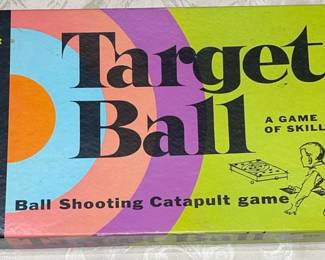 Target
Ball
A GAME
OF SKILL
Ball Shooting Catapult game